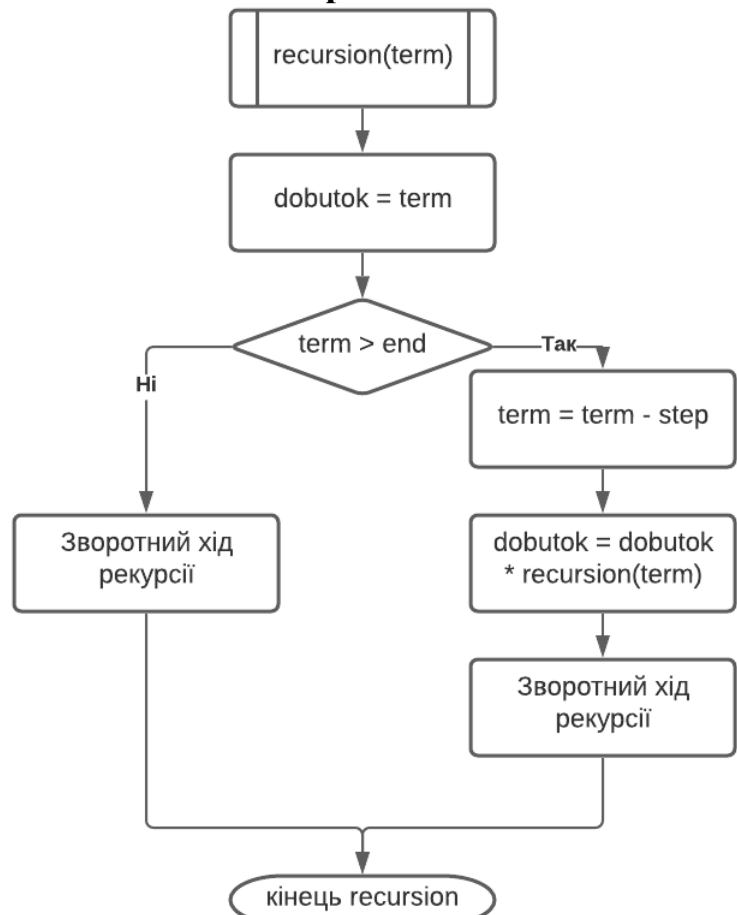 recursion(term)
dobutok = term
term > end
Так
Ні
term = term - step
Зворотний хід
рекурсії
dobutok = dobutok
* recursion(term)
Зворотний хід
рекурсії
кінець recursion